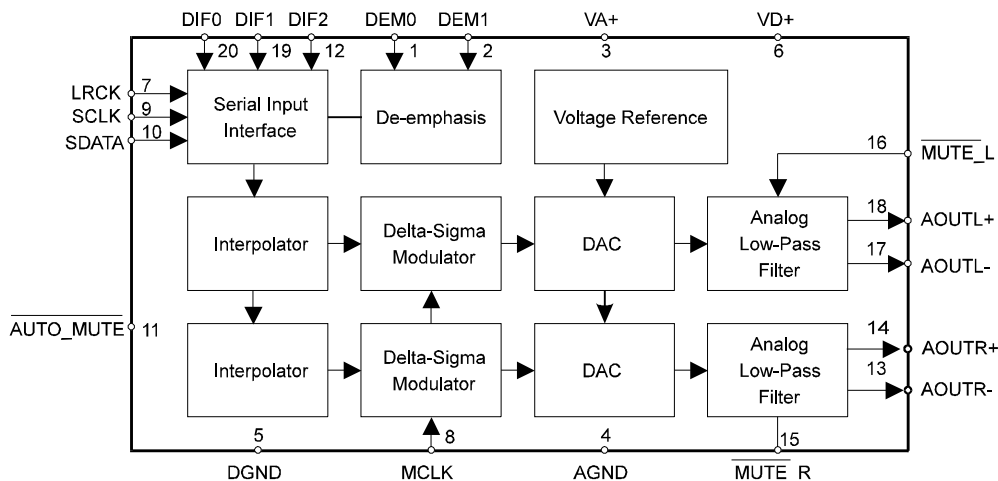 DIF0 DIF1 DIF2 DEM0 DEM1 VA+ VD+
20 19 12 1 2 3 6
LRCK 7
SCLK 9
SDATA 10
Serial Input
Interface
De-emphasis
Voltage Reference
16
MUTE_L
Interpolator
Delta-Sigma
Modulator
DAC
Analog
Low-Pass
Filter
18 AOUTL+
17 AOUTL-
AUTO_MUTE 11
Interpolator
Delta-Sigma
Modulator
DAC
Analog
Low-Pass
Filter
14 AOUTR+
13 AOUTR-
5 8 4 15
DGND MCLK AGND MUTE_R